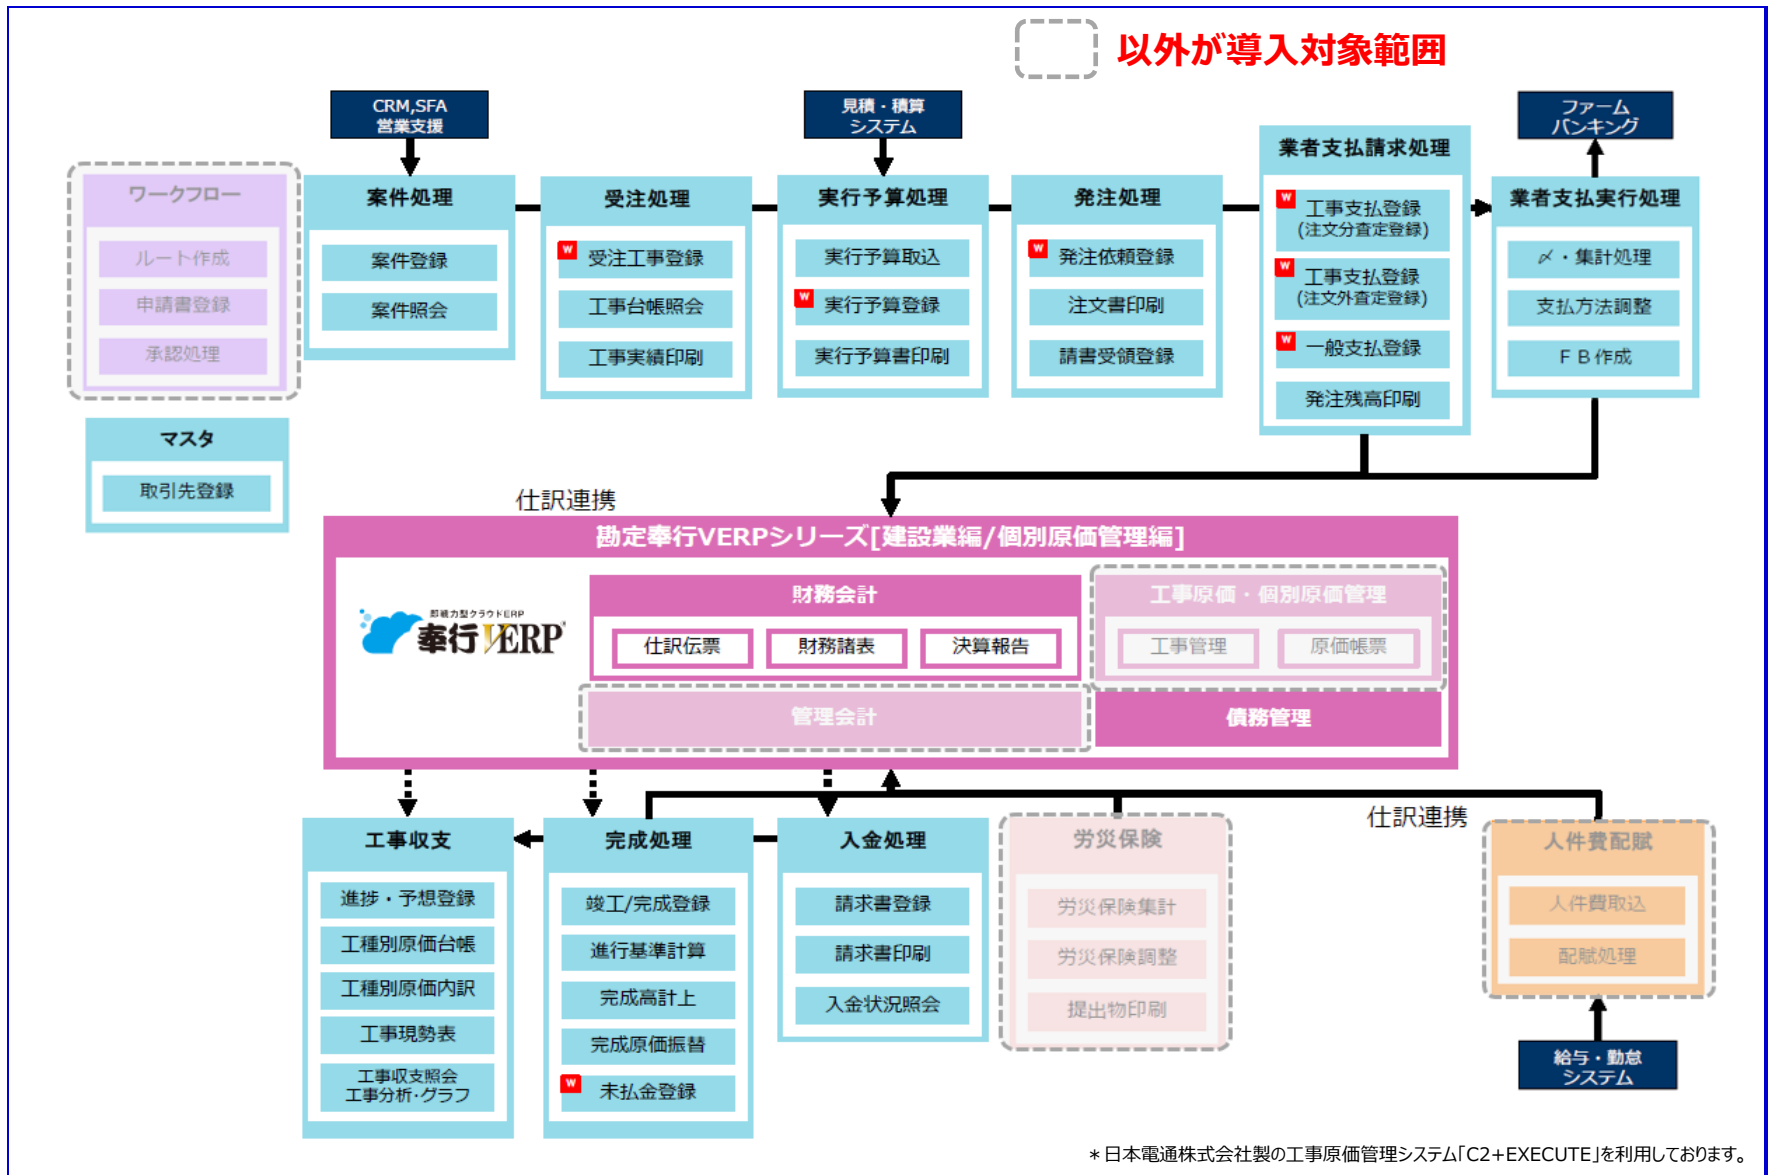 以外が導入対象範囲
CRM,SFA
営業支援
見積・積算
システム
ファーム
バンキング
ワークフロー
ルート作成
申請書登録
承認処理
案件処理
案件登録
案件照会
受注処理
W
受注工事登録
工事台帳照会
工事実績印刷
実行予算処理
実行予算取込
W
実行予算登録
実行予算書印刷
発注処理
W
発注依頼登録
注文書印刷
請書受領登録
業者支払請求処理
W
工事支払登録
(注文分査定登録)
W
工事支払登録
(注文外査定登録)
W
一般支払登録
発注残高印刷
業者支払実行処理
〆・集計処理
支払方法調整
ＦＢ作成
マスタ
取引先登録
仕訳連携
勘定奉行VERPシリーズ[建設業編/個別原価管理編]
即戦力型クラウドERP
奉行VERP
財務会計
仕訳伝票
財務諸表
決算報告
工事原価・個別原価管理
工事管理
原価帳票
管理会計
債務管理
仕訳連携
工事収支
進捗・予想登録
工種別原価台帳
工種別原価内訳
工事現勢表
工事収支照会
工事分析・グラフ
完成処理
竣工/完成登録
進行基準計算
完成高計上
完成原価振替
W
未払金登録
入金処理
請求書登録
請求書印刷
入金状況照会
労災保険
労災保険集計
労災保険調整
提出物印刷
人件費配賦
人件費取込
配賦処理
給与・勤怠
システム
＊日本電通株式会社製の工事原価管理システム「C2+EXECUTE」を利用しております。